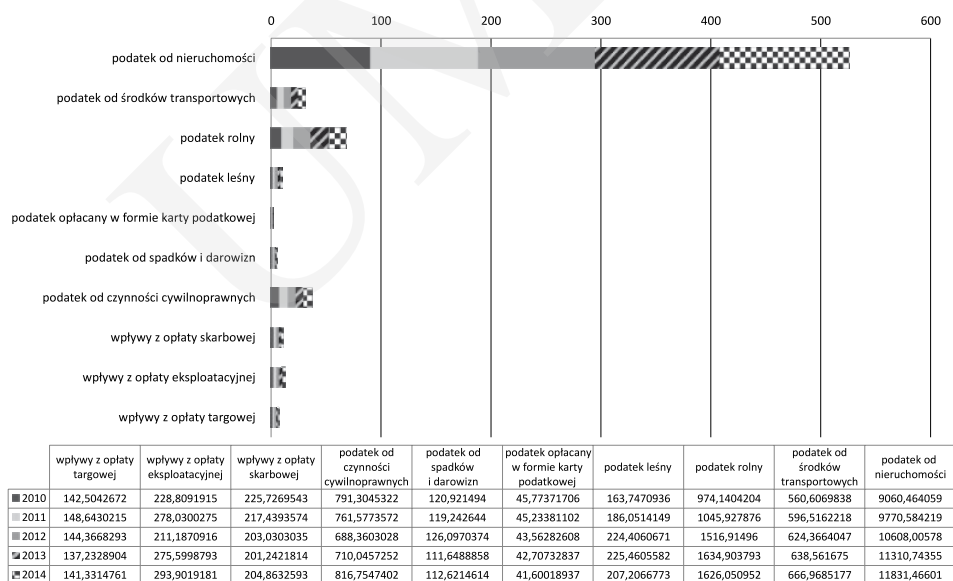 0 100 200 300 400 500 600
podatek od nieruchomości
podatek od środków transportowych
podatek rolny
podatek leśny
podatek opłacany w formie karty podatkowej
podatek od spadków i darowizn
podatek od czynności cywilnoprawnych
wpływy z opłaty skarbowej
wpływy z opłaty eksploatacyjnej
wpływy z opłaty targowej
wpływy z opłaty targowej wpływy z opłaty eksploatacyjnej wpływy z opłaty skarbowej podatek od czynności cywilnoprawnych podatek od spadków i darowizn podatek opłacany w formie karty podatkowej podatek leśny podatek rolny podatek od środków transportowych podatek od nieruchomości
2010 142,5042672 228,8091915 225,7269543 791,3045322 120,921494 45,77371706 163,7470936 974,1404204 560,6069838 9060,464059
2011 148,6430215 278,0300275 217,4393574 761,5773572 119,242644 45,23381102 186,0514149 1045,927876 596,5162218 9770,584219
2012 144,3668293 211,1870916 203,0303035 688,3603028 126,0970374 43,56282608 224,4060671 1516,91496 624,3664047 10608,00578
2013 137,2328904 275,5998793 201,2421814 710,0457252 111,6488858 42,70732837 225,4605582 1634,903793 638,561675 11310,74355
2014 141,3314761 293,9019181 204,8632593 816,7547402 112,6214614 41,60018937 207,2066773 1626,050952 666,9685177 11831,46601